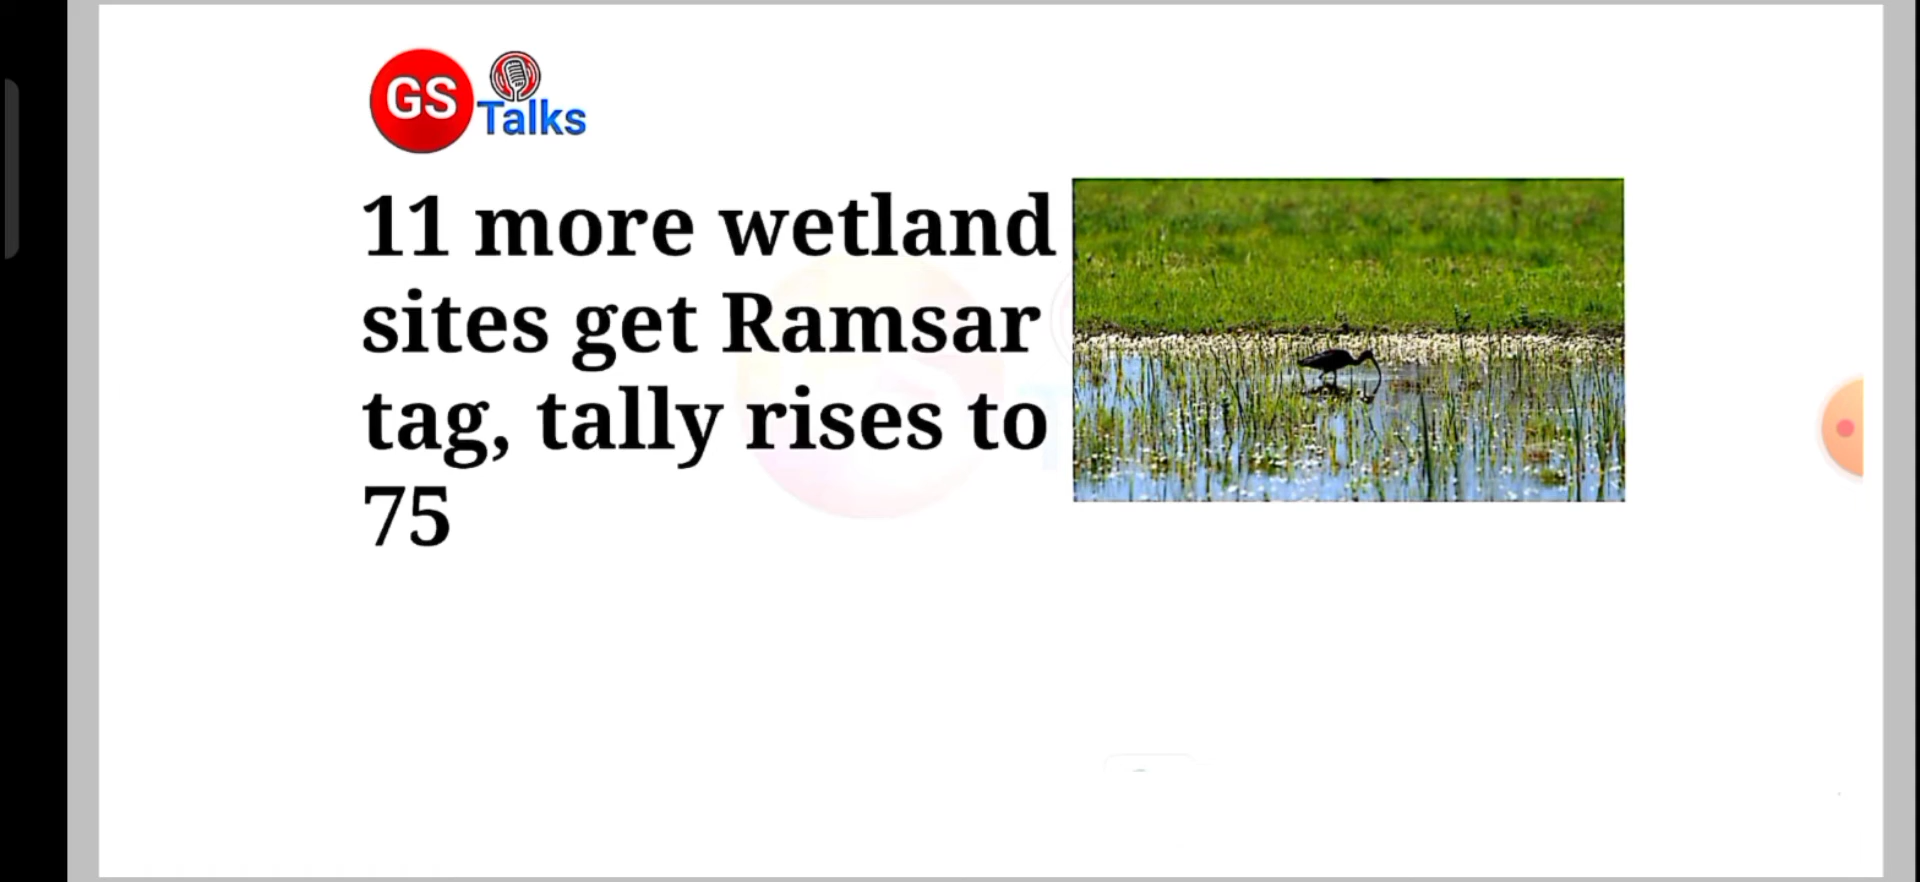 GS
Talks
11 more wetland
sites get Ramsar
tag, tally rises to
75